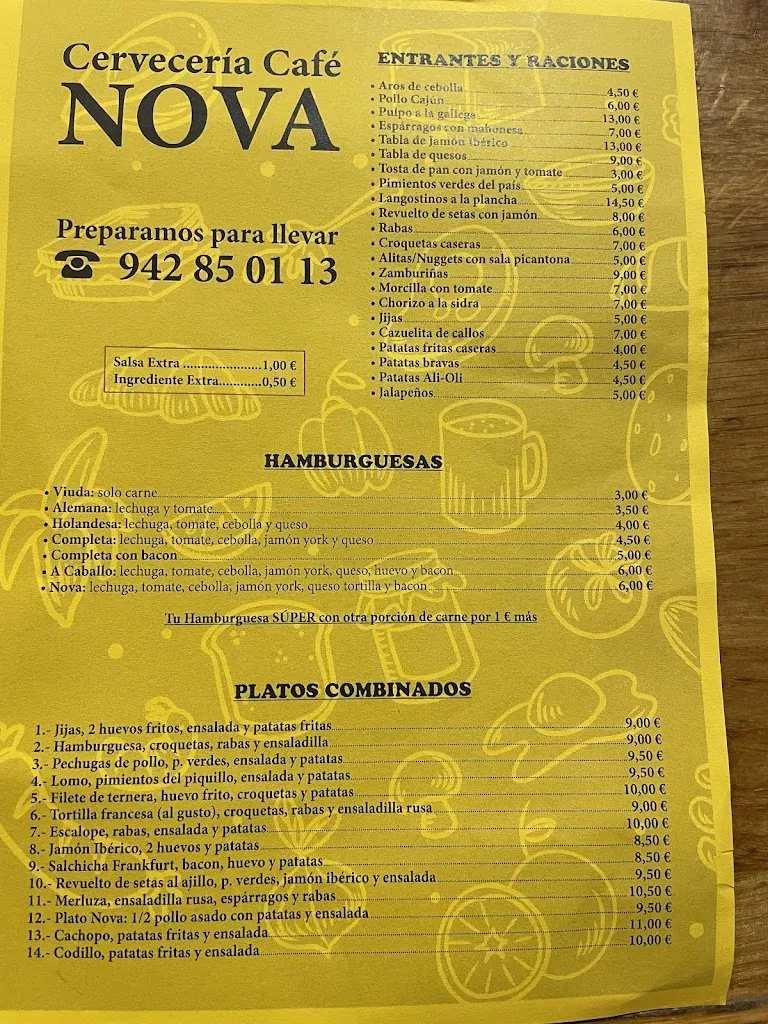 Cervecería Café
NOVA
Preparamos para llevar
☎ 942 85 01 13
Salsa Extra ......................1,00 €
Ingrediente Extra............0,50 €
ENTRANTES Y RACIONES
• Aros de cebolla 4,50 €
• Pollo Cajún 6,00 €
• Pulpo a la gallega 13,00 €
• Espárragos con mahonesa 7,00 €
• Tabla de jamón ibérico 13,00 €
• Tabla de quesos 9,00 €
• Tosta de pan con jamón y tomate 3,00 €
• Pimientos verdes del país 5,00 €
• Langostinos a la plancha 14,50 €
• Revuelto de setas con jamón 8,00 €
• Rabas 6,00 €
• Croquetas caseras 7,00 €
• Alitas/Nuggets con sala picantona 5,00 €
• Zamburiñas 9,00 €
• Morcilla con tomate 7,00 €
• Chorizo a la sidra 7,00 €
• Jijas 5,00 €
• Cazuelita de callos 7,00 €
• Patatas fritas caseras 4,00 €
• Patatas bravas 4,50 €
• Patatas Ali-Oli 4,50 €
• Jalapeños 5,00 €
HAMBURGUESAS
• Viuda: solo carne 3,00 €
• Alemana: lechuga y tomate 3,50 €
• Holandesa: lechuga, tomate, cebolla y queso 4,00 €
• Completa: lechuga, tomate, cebolla, jamón york y queso 4,50 €
• Completa con bacon 5,00 €
• A Caballo: lechuga, tomate, cebolla, jamón york, queso, huevo y bacon 6,00 €
• Nova: lechuga, tomate, cebolla, jamón york, queso tortilla y bacon 6,00 €
Tu Hamburguesa SÚPER con otra porción de carne por 1 € más
PLATOS COMBINADOS
1.- Jijas, 2 huevos fritos, ensalada y patatas fritas 9,00 €
2.- Hamburguesa, croquetas, rabas y ensaladilla 9,00 €
3.- Pechugas de pollo, p. verdes, ensalada y patatas 9,50 €
4.- Lomo, pimientos del piquillo, ensalada y patatas 9,50 €
5.- Filete de ternera, huevo frito, croquetas y patatas 10,00 €
6.- Tortilla francesa (al gusto), croquetas, rabas y ensaladilla rusa 9,00 €
7.- Escalope, rabas, ensalada y patatas 10,00 €
8.- Jamón Ibérico, 2 huevos y patatas 8,50 €
9.- Salchicha Frankfurt, bacon, huevo y patatas 8,50 €
10.- Revuelto de setas al ajillo, p. verdes, jamón ibérico y ensalada 9,50 €
11.- Merluza, ensaladilla rusa, espárragos y rabas 10,50 €
12.- Plato Nova: 1/2 pollo asado con patatas y ensalada 9,50 €
13.- Cachopo, patatas fritas y ensalada 11,00 €
14.- Codillo, patatas fritas y ensalada 10,00 €